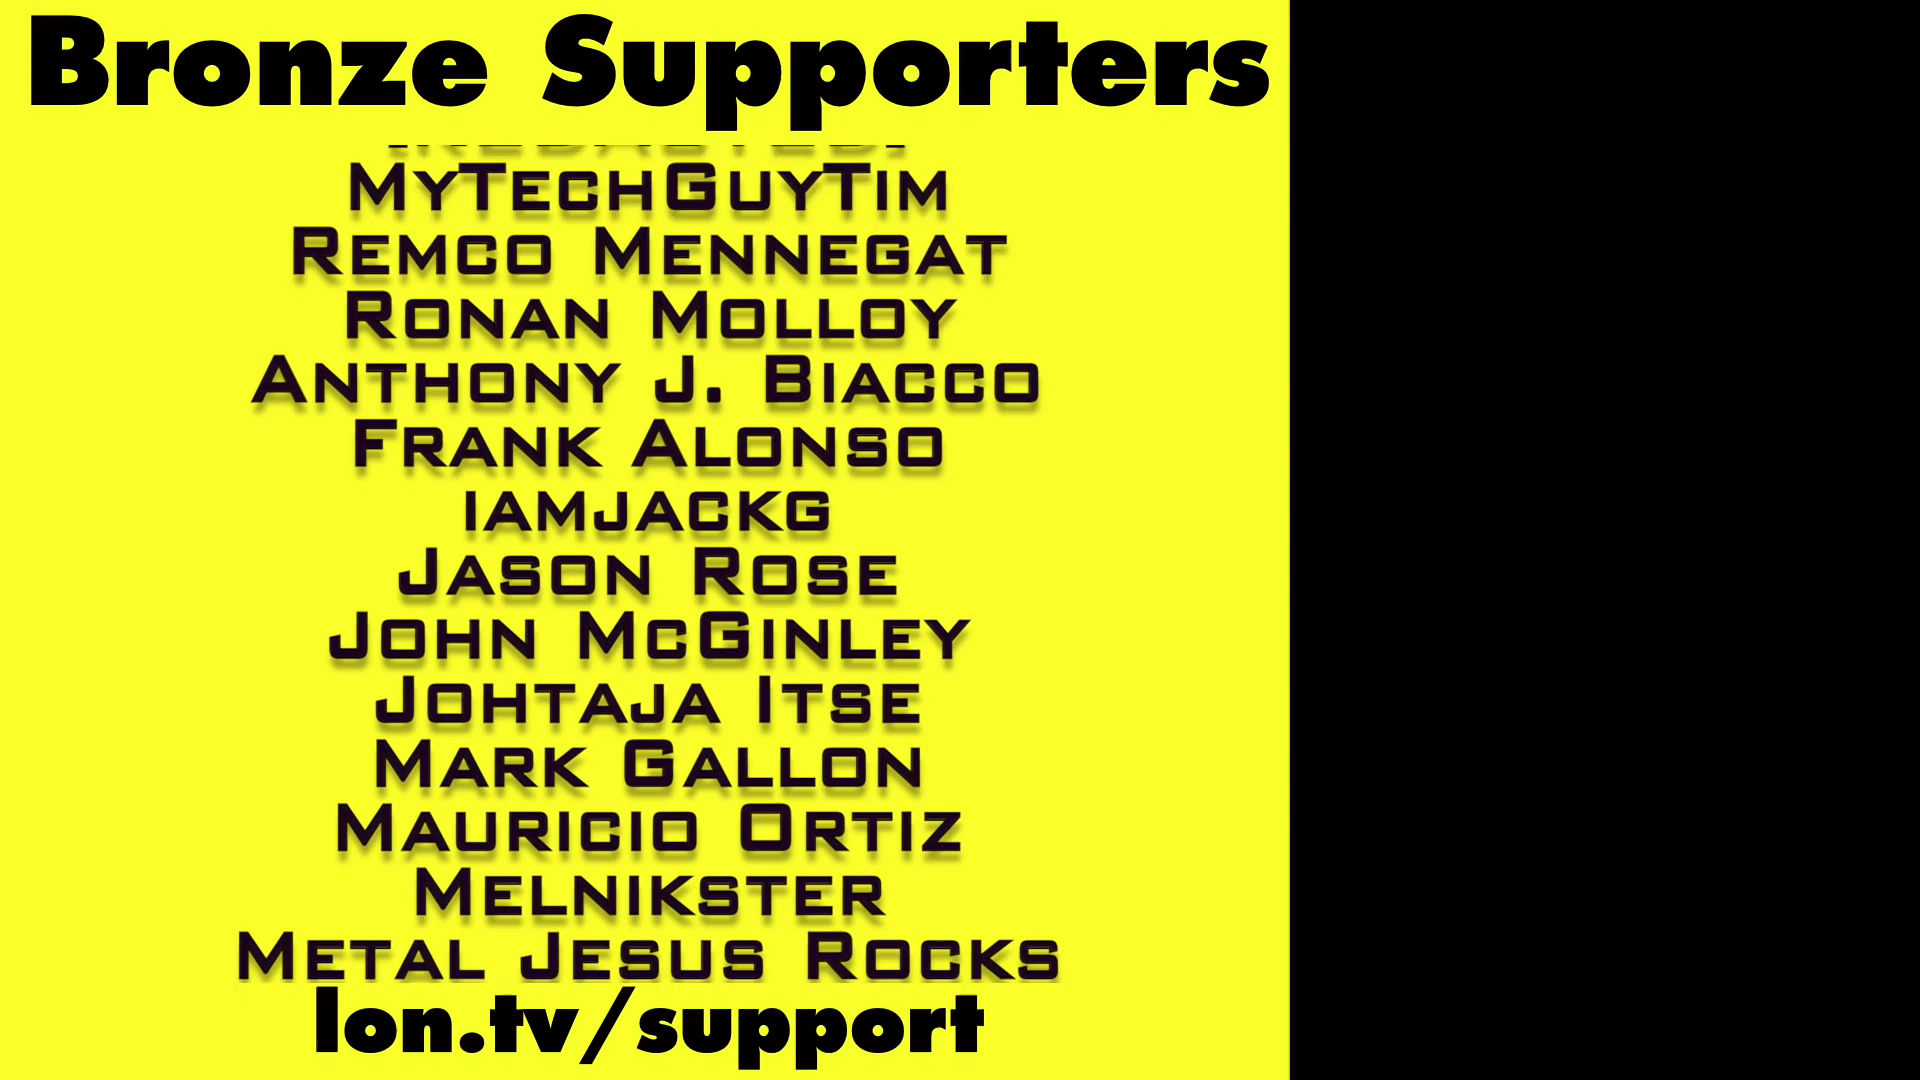 Bronze Supporters
MyTechGuyTim
Remco Mennegat
Ronan Molloy
Anthony J. Biacco
Frank Alonso
iamjackg
Jason Rose
John McGinley
Johtaja Itse
Mark Gallon
Mauricio Ortiz
Melnikster
Metal Jesus Rocks
lon.tv/support